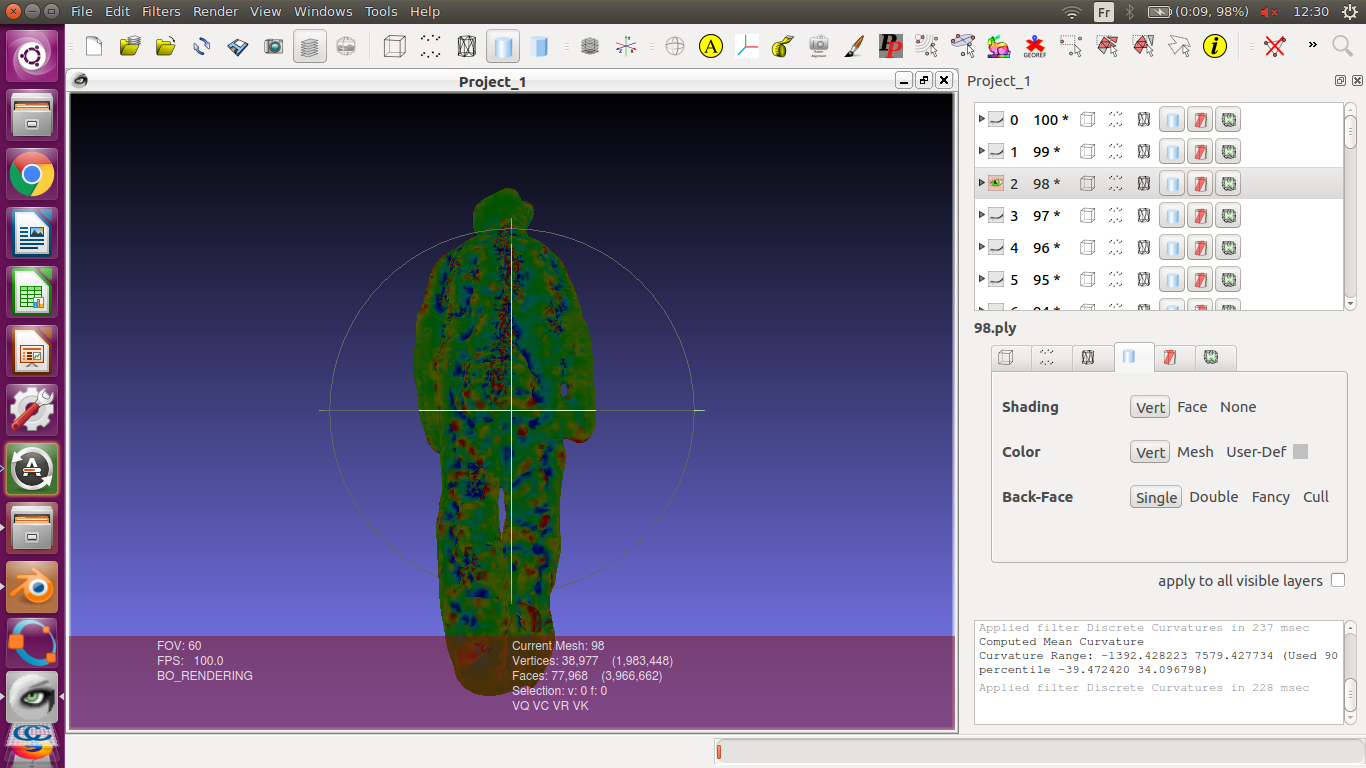 File Edit Filters Render View Windows Tools Help
Fr (0:09, 98%) 12:30
A PP GEOREF i »
Project_1
Project_1
0 100 *
1 99 *
2 98 *
3 97 *
4 96 *
5 95 *
98.ply
Shading Vert Face None
Color Vert Mesh User-Def
Back-Face Single Double Fancy Cull
apply to all visible layers
Applied filter Discrete Curvatures in 237 msec
Computed Mean Curvature
Curvature Range: -1392.428223 7579.427734 (Used 90
percentile -39.472420 34.096798)
Applied filter Discrete Curvatures in 228 msec
FOV: 60
FPS: 100.0
BO_RENDERING
Current Mesh: 98
Vertices: 38,977 (1,983,448)
Faces: 77,968 (3,966,662)
Selection: v: 0 f: 0
VQ VC VR VK